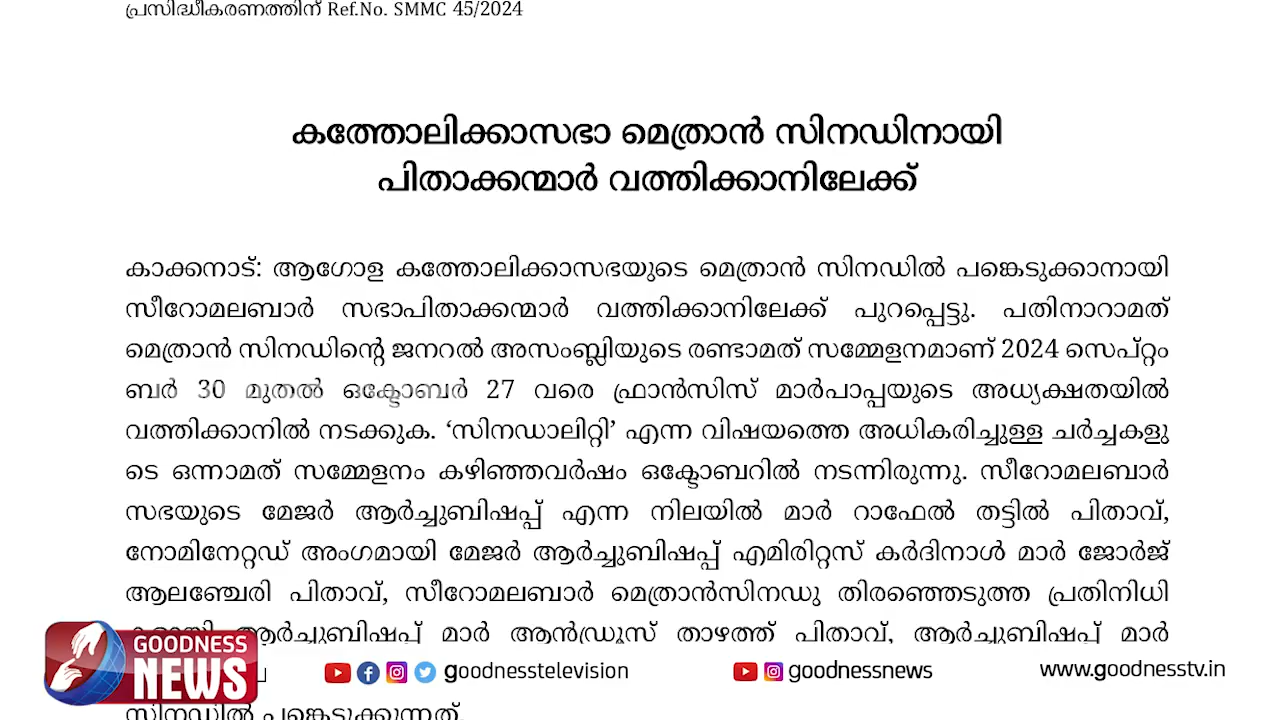 പ്രസിദ്ധീകരണത്തിന് Ref.No. SMMC 45/2024
കത്തോലിക്കാസഭാ മെത്രാൻ സിനഡിനായി
പിതാക്കന്മാർ വത്തിക്കാനിലേക്ക്
കാക്കനാട്: ആഗോള കത്തോലിക്കാസഭയുടെ മെത്രാൻ സിനഡിൽ പങ്കെടുക്കാനായി
സീറോമലബാർ സഭാപിതാക്കന്മാർ വത്തിക്കാനിലേക്ക് പുറപ്പെട്ടു. പതിനാറാമത്
മെത്രാൻ സിനഡിന്റെ ജനറൽ അസംബ്ലിയുടെ രണ്ടാമത് സമ്മേളനമാണ് 2024 സെപ്റ്റം
ബർ 30 മുതൽ ഒക്ടോബർ 27 വരെ ഫ്രാൻസിസ് മാർപാപ്പയുടെ അധ്യക്ഷതയിൽ
വത്തിക്കാനിൽ നടക്കുക. ‘സിനഡാലിറ്റി’ എന്ന വിഷയത്തെ അധികരിച്ചുള്ള ചർച്ചകളു
ടെ ഒന്നാമത് സമ്മേളനം കഴിഞ്ഞവർഷം ഒക്ടോബറിൽ നടന്നിരുന്നു. സീറോമലബാർ
സഭയുടെ മേജർ ആർച്ചുബിഷപ്പ് എന്ന നിലയിൽ മാർ റാഫേൽ തട്ടിൽ പിതാവ്,
നോമിനേറ്റഡ് അംഗമായി മേജർ ആർച്ചുബിഷപ്പ് എമിരിറ്റസ് കർദിനാൾ മാർ ജോർജ്
ആലഞ്ചേരി പിതാവ്, സീറോമലബാർ മെത്രാൻസിനഡു തിരഞ്ഞെടുത്ത പ്രതിനിധി
ആർച്ചുബിഷപ്പ് മാർ ആൻഡ്രൂസ് താഴത്ത് പിതാവ്, ആർച്ചുബിഷപ്പ് മാർ
GOODNESS
NEWS
goodnesstelevision
goodnessnews
www.goodnesstv.in
സിനഡിൽ പങ്കെടുക്കുന്നത്.